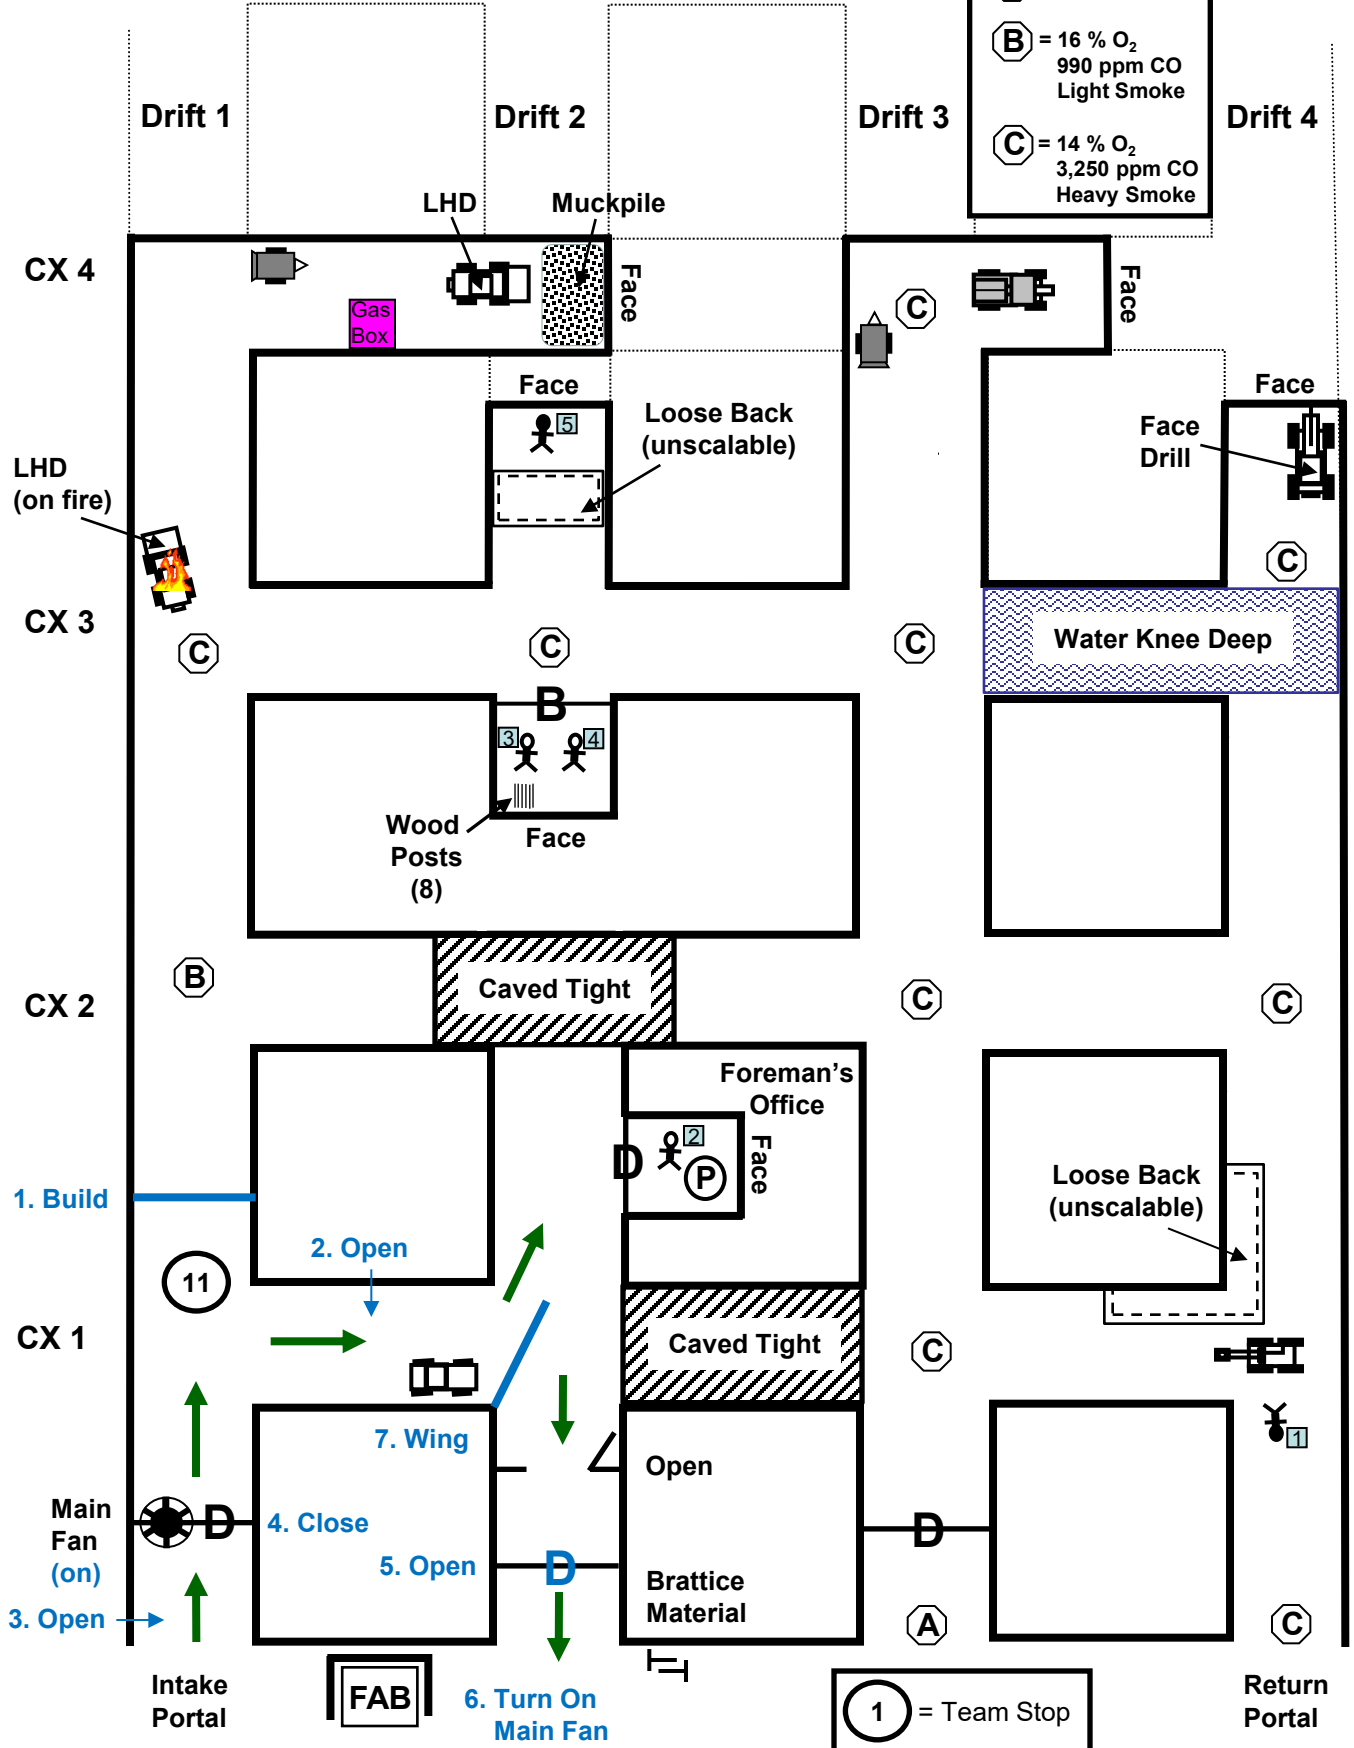 B = 16 % O₂
990 ppm CO
Light Smoke
Drift 1
Drift 2
Drift 3
Drift 4
C = 14 % O₂
3,250 ppm CO
Heavy Smoke
LHD
Muckpile
CX 4
Face
Face
C
Gas
Box
Face
Face
5
Loose Back
(unscalable)
Face
Drill
LHD
(on fire)
C
CX 3
C
C
C
Water Knee Deep
B
3
4
Wood
Posts
(8)
Face
B
Caved Tight
C
C
CX 2
Foreman's
Office
D
2
P
Face
Loose Back
(unscalable)
1. Build
2. Open
11
CX 1
Caved Tight
C
7. Wing
Open
1
Main
Fan
(on)
D
4. Close
D
5. Open
D
Brattice
Material
3. Open
A
C
Intake
Portal
FAB
6. Turn On
Main Fan
1 = Team Stop
Return
Portal